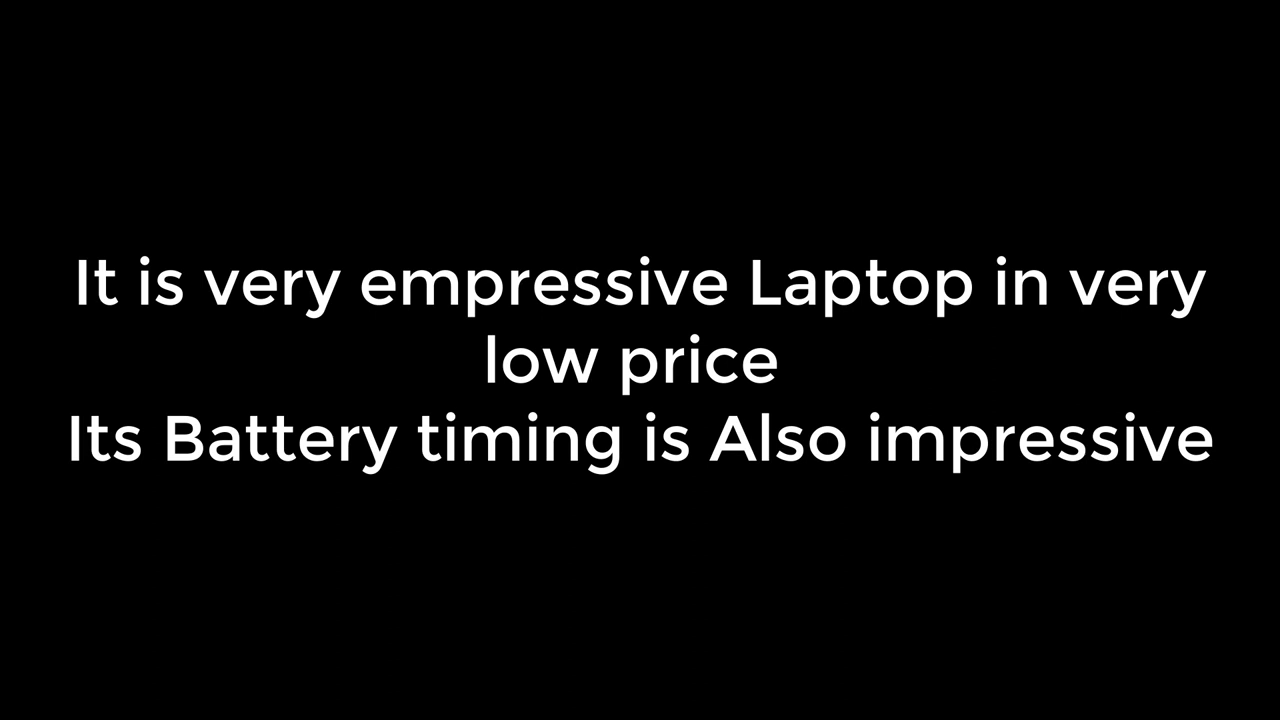 It is very empressive Laptop in very
low price
Its Battery timing is Also impressive